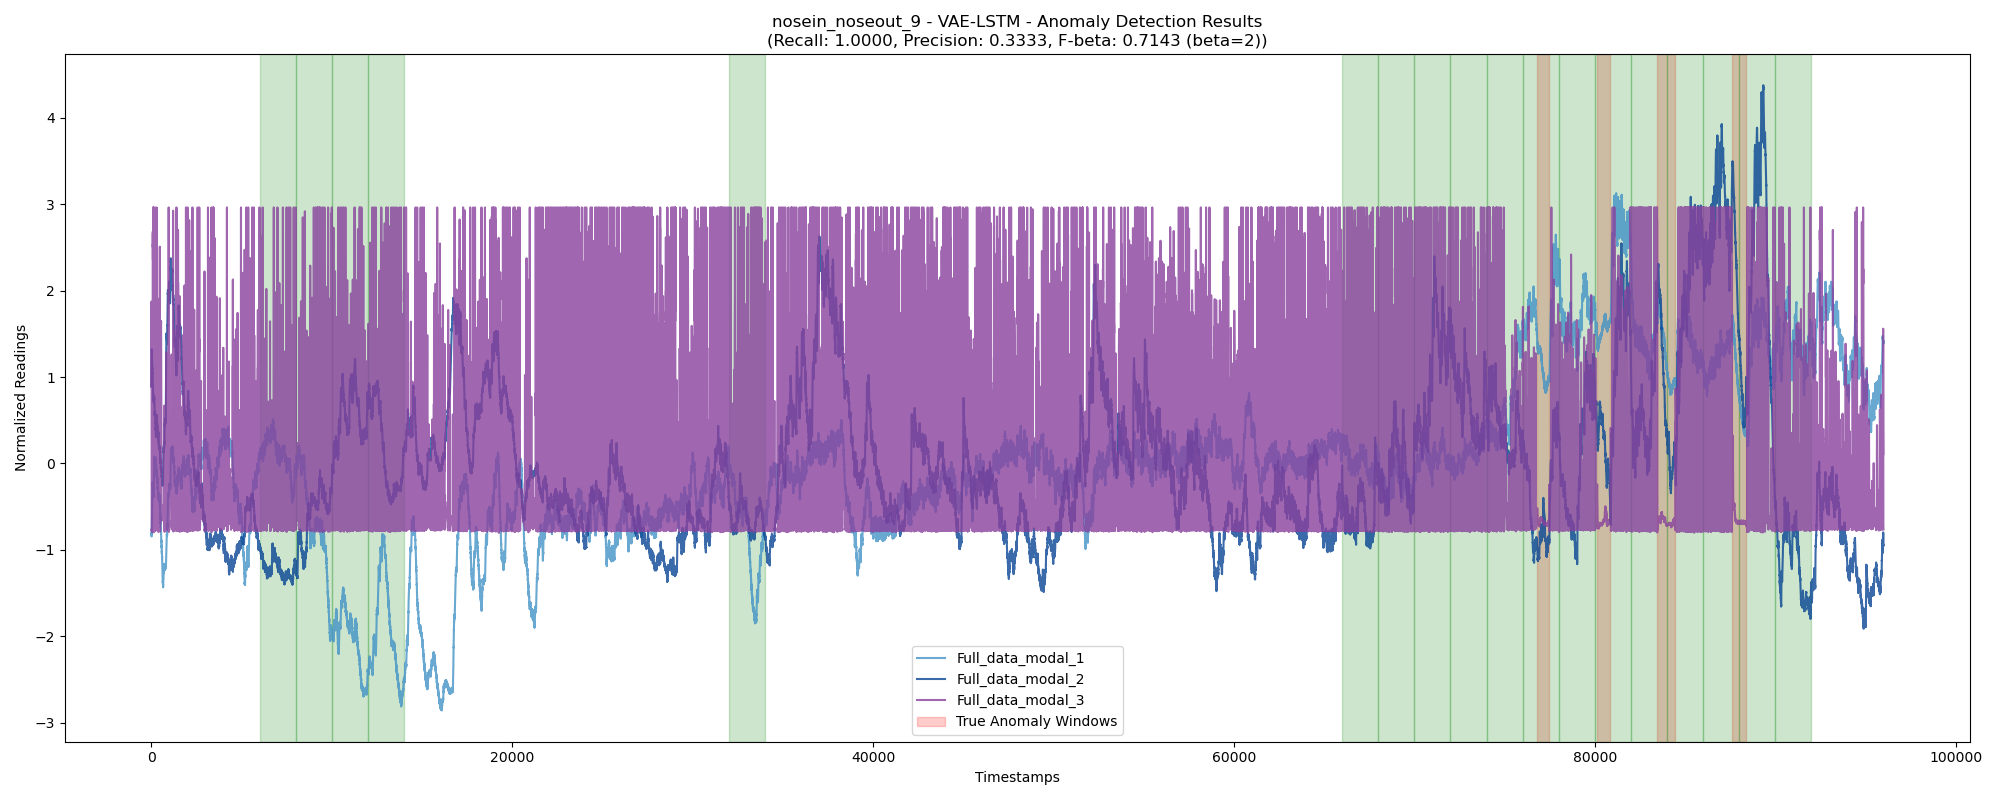 nosein_noseout_9 - VAE-LSTM - Anomaly Detection Results
(Recall: 1.0000, Precision: 0.3333, F-beta: 0.7143 (beta=2))
Normalized Readings
4
3
2
1
0
−1
−2
−3
Full_data_modal_1
Full_data_modal_2
Full_data_modal_3
True Anomaly Windows
0
20000
40000
60000
80000
100000
Timestamps